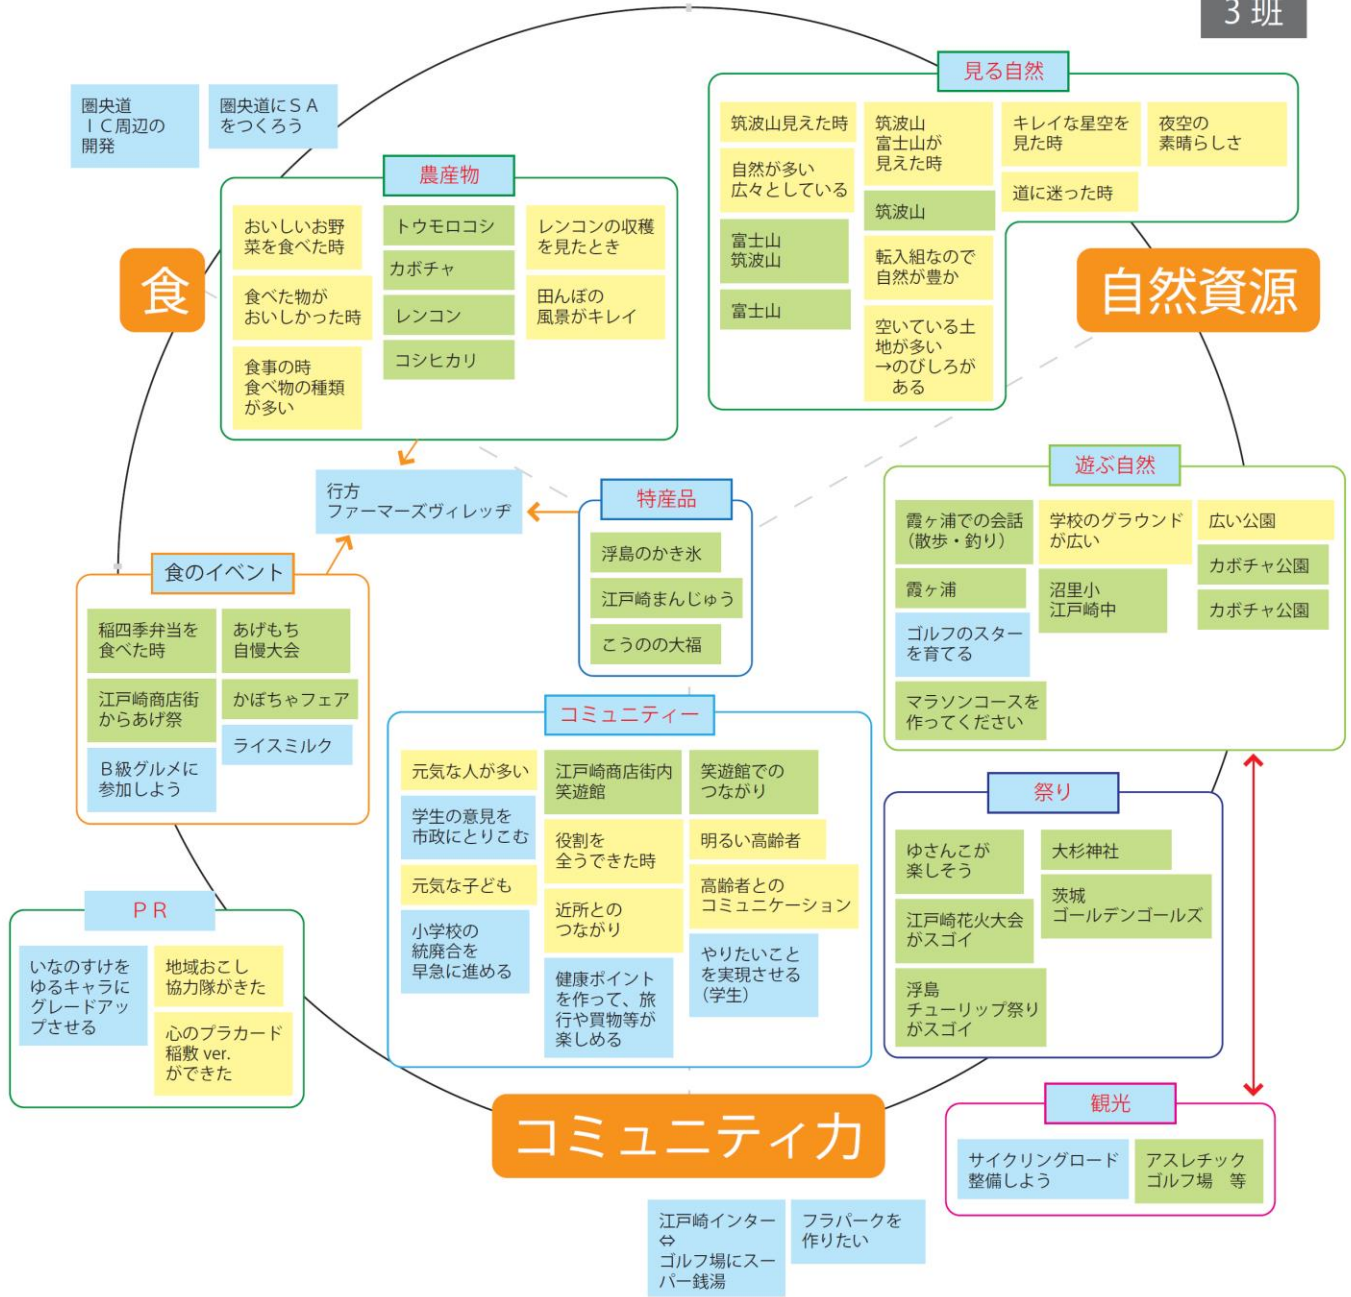 3 班
圏央道
ＩＣ周辺の
開発
圏央道にＳＡ
をつくろう
見る自然
筑波山見えた時
自然が多い
広々としている
富士山
筑波山
富士山
筑波山
富士山が
見えた時
筑波山
転入組なので
自然が豊か
空いている土
地が多い
→のびしろが
ある
キレイな星空を
見た時
道に迷った時
夜空の
素晴らしさ
農産物
おいしいお野
菜を食べた時
食べた物が
おいしかった時
食事の時
食べ物の種類
が多い
トウモロコシ
カボチャ
レンコン
コシヒカリ
レンコンの収穫
を見たとき
田んぼの
風景がキレイ
食
自然資源
行方
ファーマーズヴィレッヂ
特産品
浮島のかき氷
江戸崎まんじゅう
こうのの大福
遊ぶ自然
霞ヶ浦での会話
（散歩・釣り）
霞ヶ浦
ゴルフのスター
を育てる
マラソンコースを
作ってください
学校のグラウンド
が広い
沼里小
江戸崎中
広い公園
カボチャ公園
カボチャ公園
食のイベント
稲四季弁当を
食べた時
江戸崎商店街
からあげ祭
Ｂ級グルメに
参加しよう
あげもち
自慢大会
かぼちゃフェア
ライスミルク
コミュニティー
元気な人が多い
学生の意見を
市政にとりこむ
元気な子ども
小学校の
統廃合を
早急に進める
江戸崎商店街内
笑遊館
役割を
全うできた時
近所との
つながり
健康ポイント
を作って、旅
行や買物等が
楽しめる
笑遊館での
つながり
明るい高齢者
高齢者との
コミュニケーション
やりたいこと
を実現させる
（学生）
祭り
ゆさんこが
楽しそう
江戸崎花火大会
がスゴイ
浮島
チューリップ祭り
がスゴイ
大杉神社
茨城
ゴールデンゴールズ
ＰＲ
いなのすけを
ゆるキャラに
グレードアッ
プさせる
地域おこし
協力隊がきた
心のプラカード
稲敷 ver.
ができた
コミュニティ力
観光
サイクリングロード
整備しよう
アスレチック
ゴルフ場　等
江戸崎インター
⇔
ゴルフ場にスー
パー銭湯
フラパークを
作りたい